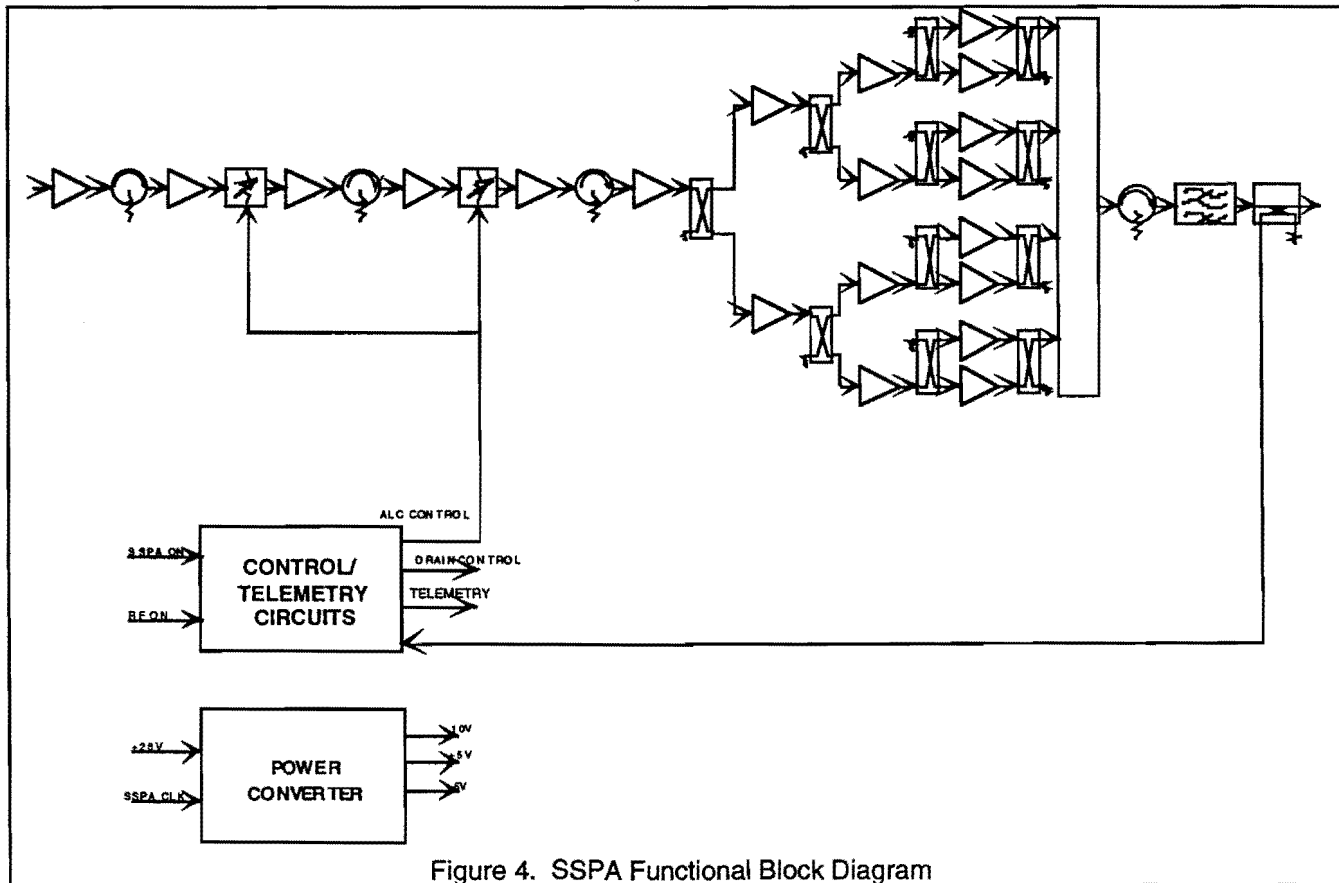 ALC CONTROL
SSPA ON
CONTROL/
TELEMETRY
CIRCUITS
DRAIN CONTROL
TELEMETRY
RF ON
+28V
SSPA CLK
POWER
CONVERTER
10V
+5V
Figure 4. SSPA Functional Block Diagram